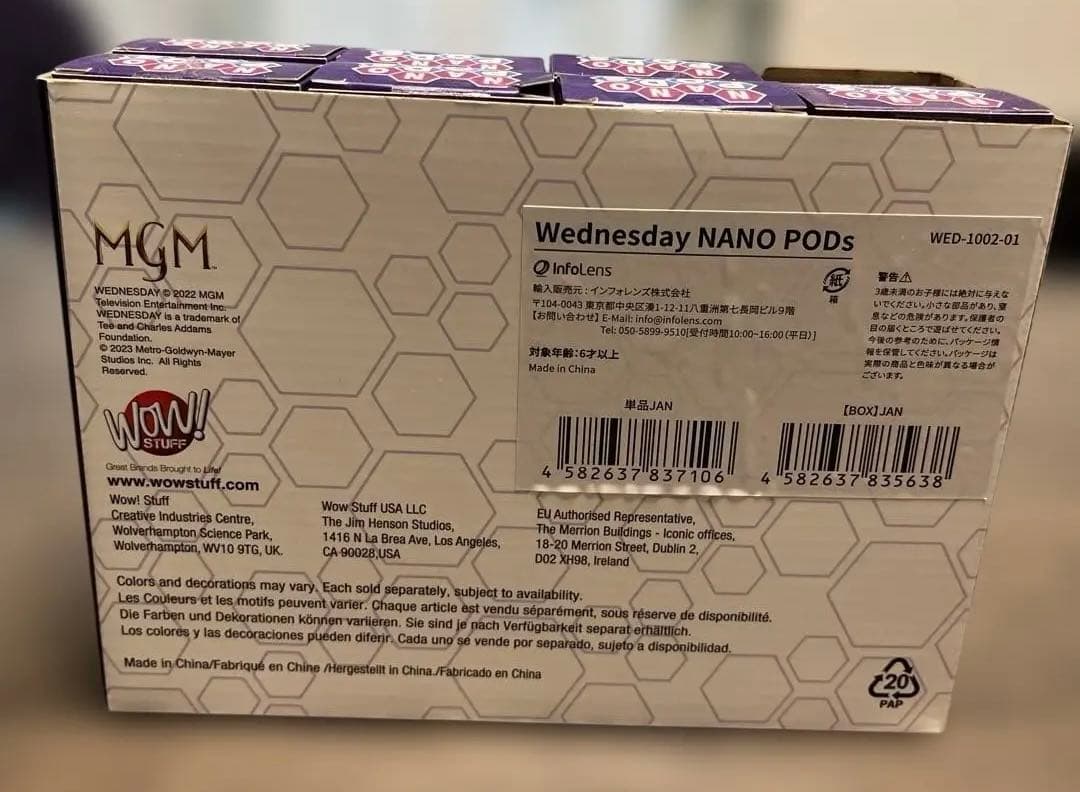 NANO
NANO
NANO
NANO
MGM™
WEDNESDAY © 2022 MGM
Television Entertainment Inc.
WEDNESDAY is a trademark of
Tee and Charles Addams
Foundation.
© 2023 Metro-Goldwyn-Mayer
Studios Inc. All Rights
Reserved.
WOW!!
STUFF
Great Brands Brought to Life!
www.wowstuff.com
Wow! Stuff
Creative Industries Centre,
Wolverhampton Science Park,
Wolverhampton, WV10 9TG, UK.
Wow Stuff USA LLC
The Jim Henson Studios,
1416 N La Brea Ave, Los Angeles,
CA 90028,USA
Wednesday NANO PODs
WED-1002-01
InfoLens
輸入販売元:インフォレンズ株式会社
〒104-0043 東京都中央区湊1-12-11八重洲第七長岡ビル9階
【お問い合わせ】E-Mail: info@infolens.com
Tel: 050-5899-9510[受付時間10:00~16:00(平日)]
対象年齢:6才以上
Made in China
紙
箱
警告⚠
3歳未満のお子様には絶対に与えな
いでください。小さな部品があり、窒
息などの危険があります。保護者の
目の届くところで遊ばせてください。
今後の参考のために、パッケージ情
報を保管してください。パッケージは
実際の商品と色味が異なる場合が
ございます。
単品JAN
4 582637 837106
【BOX】JAN
4 582637 835638
EU Authorised Representative,
The Merrion Buildings - Iconic offices,
18-20 Merrion Street, Dublin 2,
D02 XH98, Ireland
Colors and decorations may vary. Each sold separately, subject to availability.
Les Couleurs et les motifs peuvent varier. Chaque article est vendu séparément, sous réserve de disponibilité.
Die Farben und Dekorationen können variieren. Sie sind je nach Verfügbarkeit separat erhältlich.
Los colores y las decoraciones pueden diferir. Cada uno se vende por separado, sujeto a disponibilidad.
Made in China/Fabriqué en Chine /Hergestellt in China./Fabricado en China
20
PAP